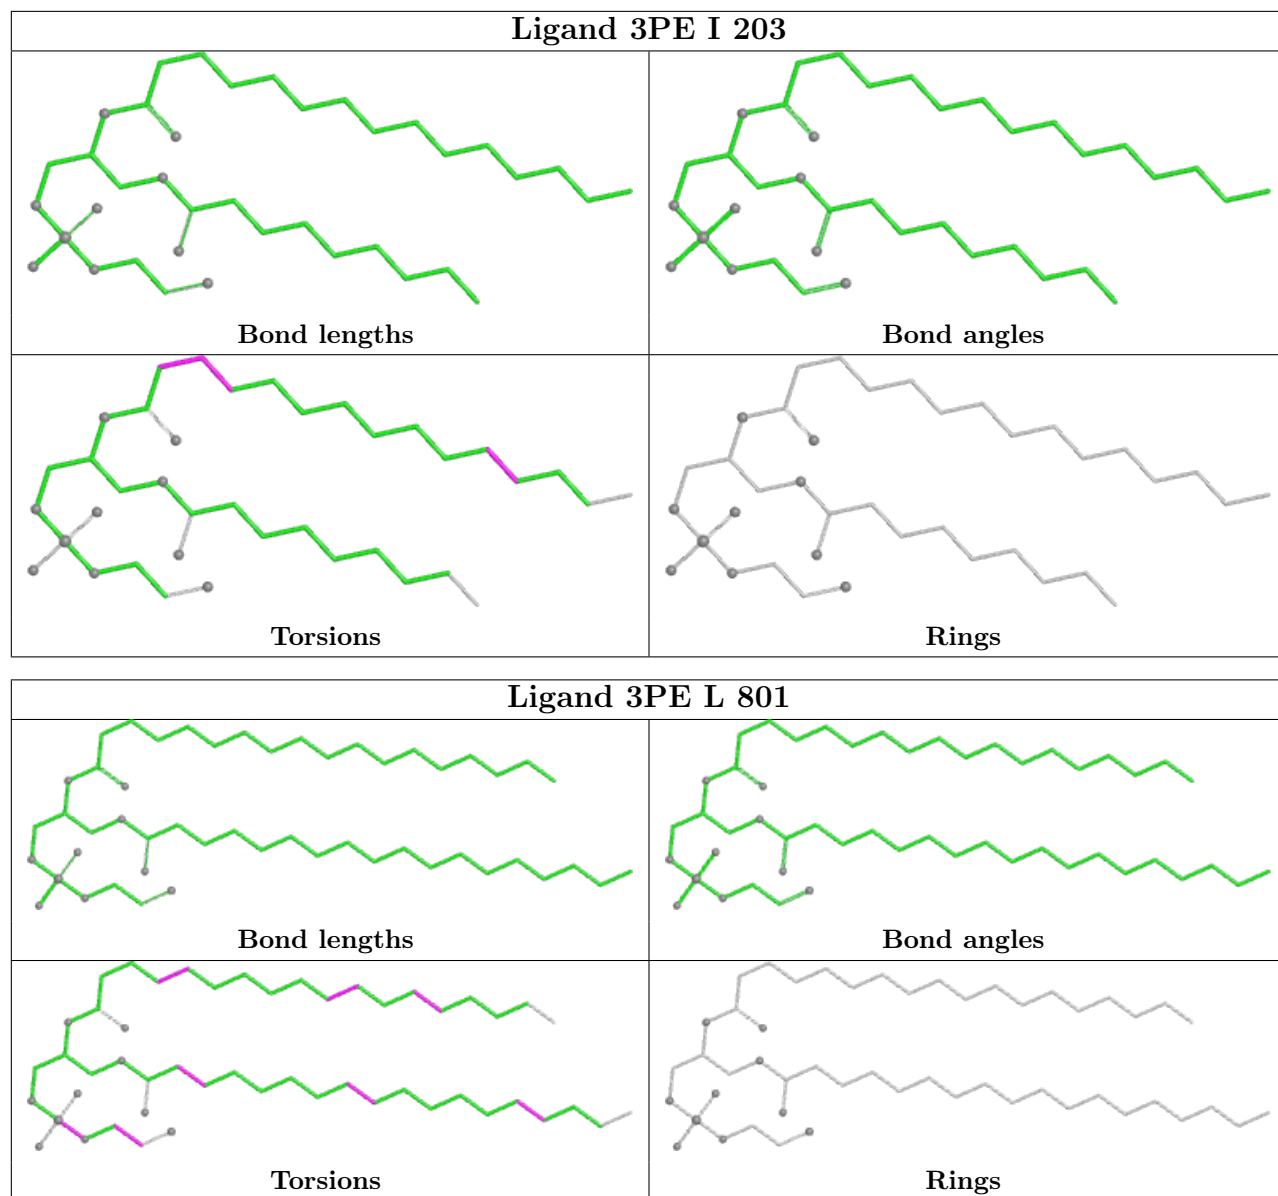 Ligand 3PE I 203
Bond lengths
Bond angles
Torsions
Rings
Ligand 3PE L 801
Bond lengths
Bond angles
Torsions
Rings